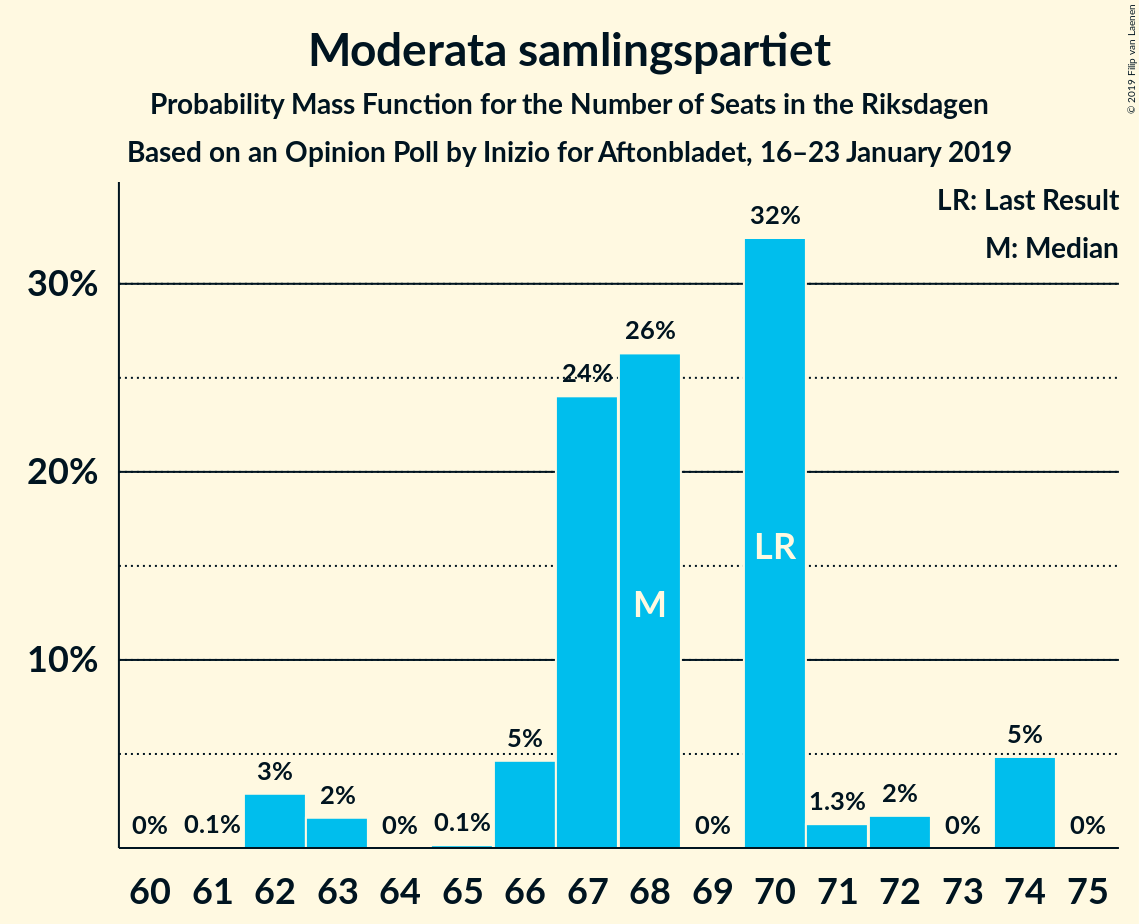 Moderata samlingspartiet
Probability Mass Function for the Number of Seats in the Riksdagen
Based on an Opinion Poll by Inizio for Aftonbladet, 16–23 January 2019
© 2019 Filip van Laenen
LR: Last Result
M: Median
30%
20%
10%
0%
0.1%
3%
2%
0%
0.1%
5%
24%
26%
0%
32%
1.3%
2%
0%
5%
0%
M
LR
60 61 62 63 64 65 66 67 68 69 70 71 72 73 74 75